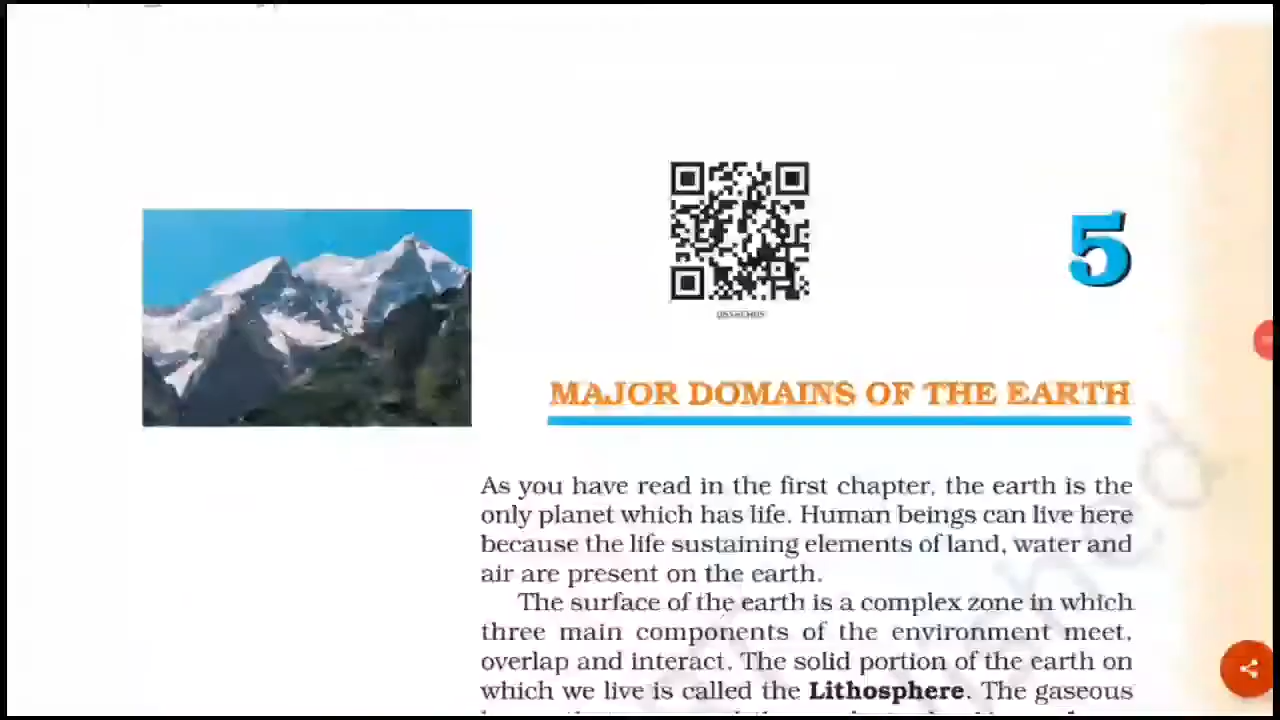 5
MAJOR DOMAINS OF THE EARTH
As you have read in the first chapter, the earth is the
only planet which has life. Human beings can live here
because the life sustaining elements of land, water and
air are present on the earth.
The surface of the earth is a complex zone in which
three main components of the environment meet,
overlap and interact. The solid portion of the earth on
which we live is called the Lithosphere. The gaseous